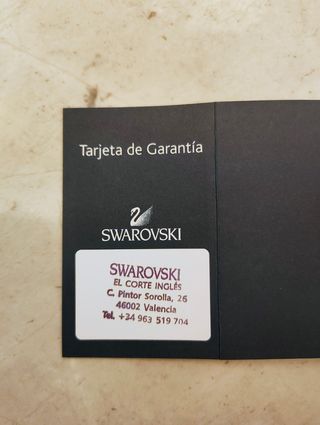 Tarjeta de Garantía
SWAROVSKI
SWAROVSKI
EL CORTE INGLÉS
C. Pintor Sorolla, 26
46002 Valencia
Tel. +34 963 519 704